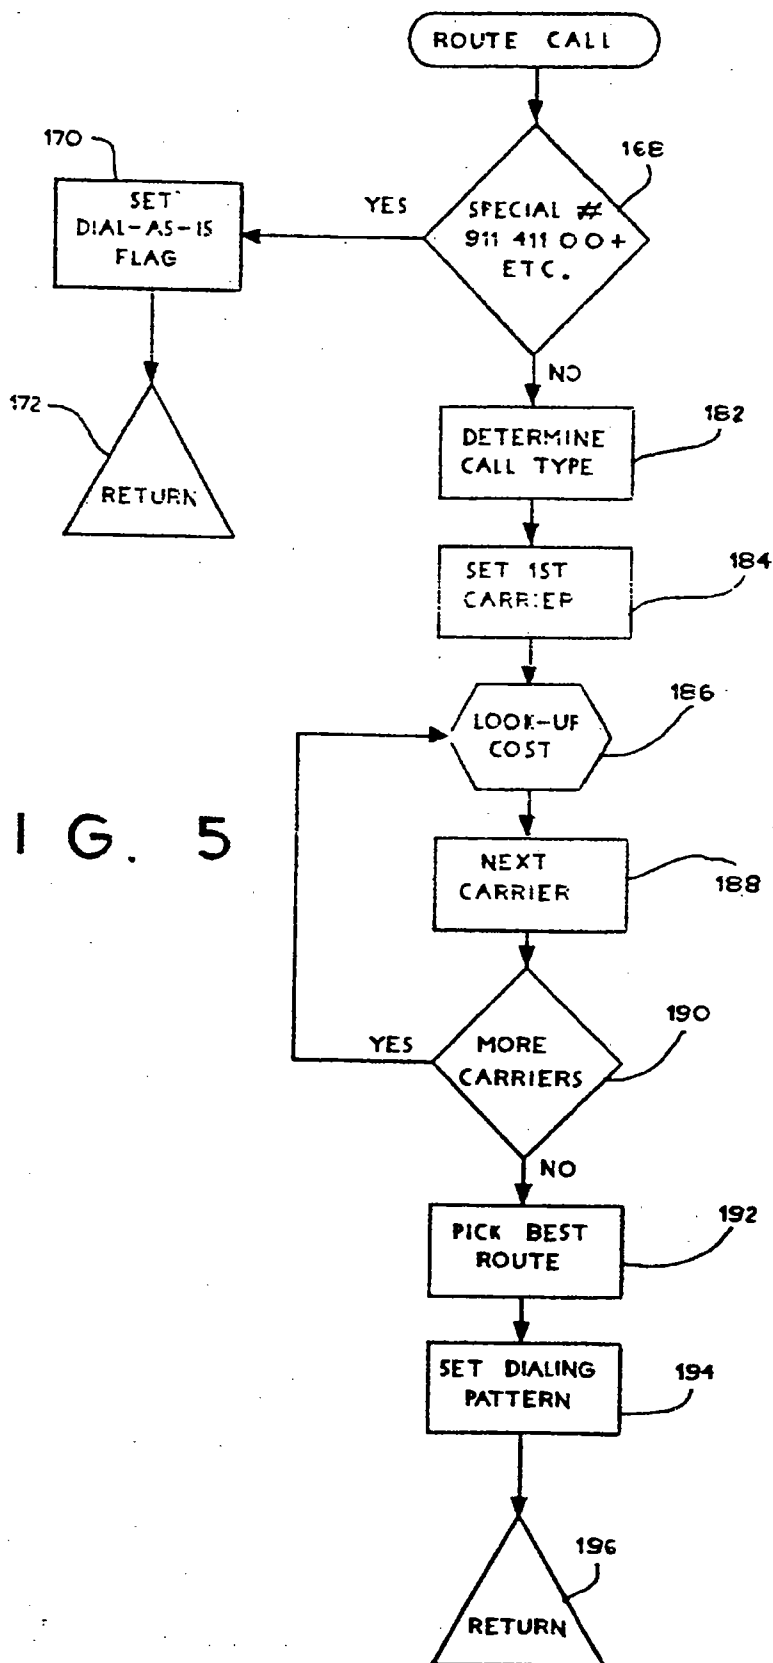 ROUTE CALL
168
SPECIAL #
911 411 00+
ETC.
YES
170
SET
DIAL-AS-IS
FLAG
172
RETURN
NO
182
DETERMINE
CALL TYPE
184
SET 1ST
CARRIER
186
LOOK-UP
COST
188
NEXT
CARRIER
190
MORE
CARRIERS
YES
NO
192
PICK BEST
ROUTE
194
SET DIALING
PATTERN
196
RETURN
IG. 5